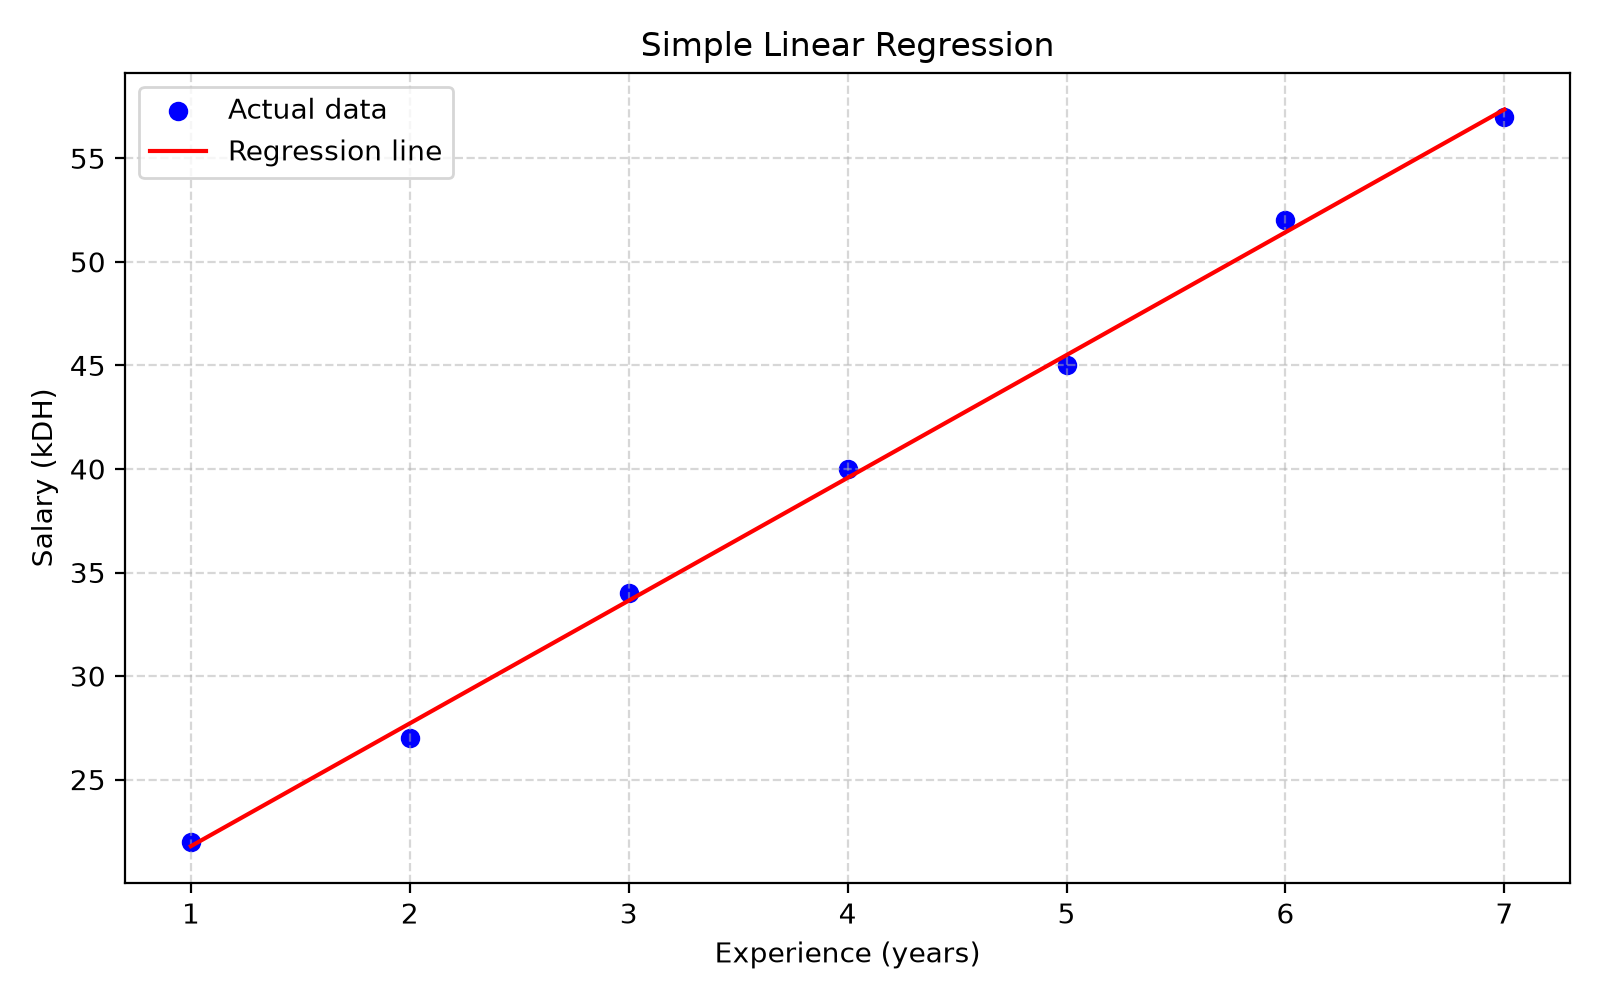 Simple Linear Regression
Actual data
Regression line
Salary (kDH)
55
50
45
40
35
30
25
1 2 3 4 5 6 7
Experience (years)